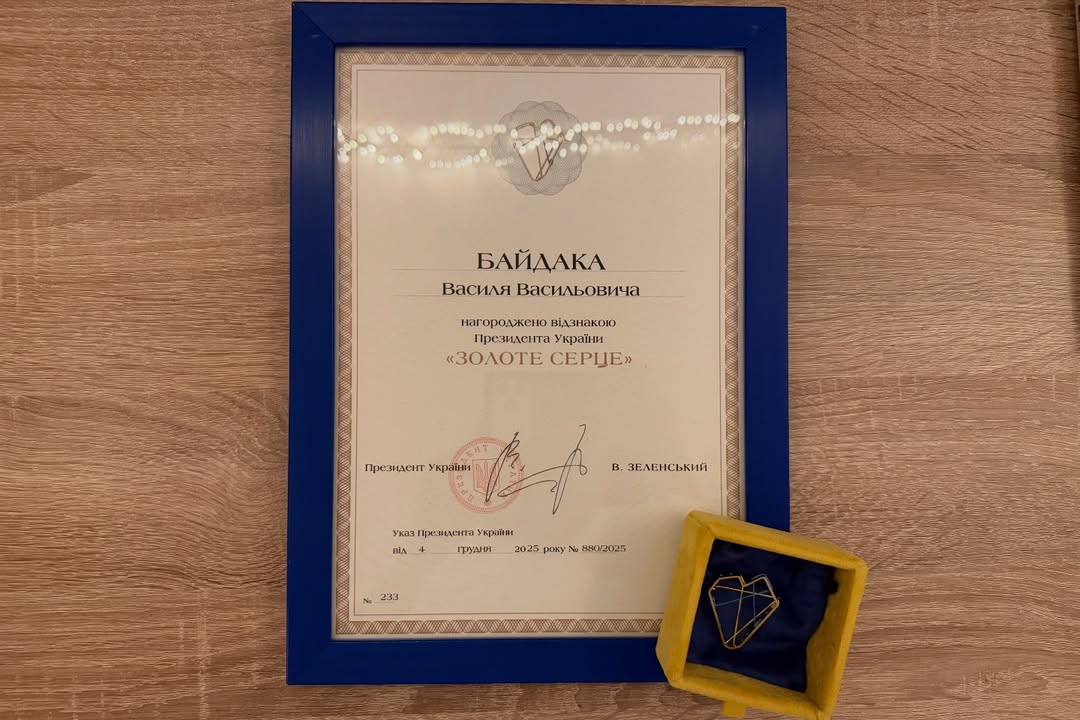 БАЙДАКА
Василя Васильовича
нагороджено відзнакою
Президента України
«ЗОЛОТЕ СЕРЦЕ»
Президент України
В. ЗЕЛЕНСЬКИЙ
ПРЕЗИДЕНТ
Указ Президента України
від 4 грудня 2025 року № 880/2025
№ 233